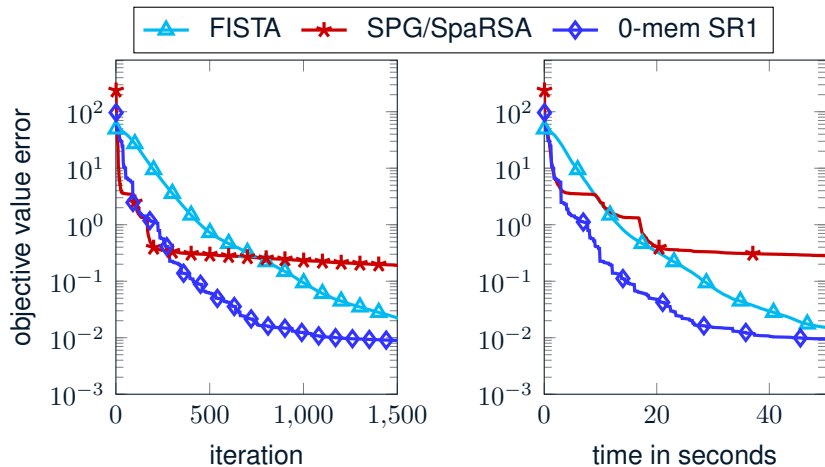 FISTA SPG/SpaRSA 0-mem SR1
objective value error
10^2
10^1
10^0
10^−1
10^−2
10^−3
0 500 1,000 1,500
iteration
10^2
10^1
10^0
10^−1
10^−2
10^−3
0 20 40
time in seconds